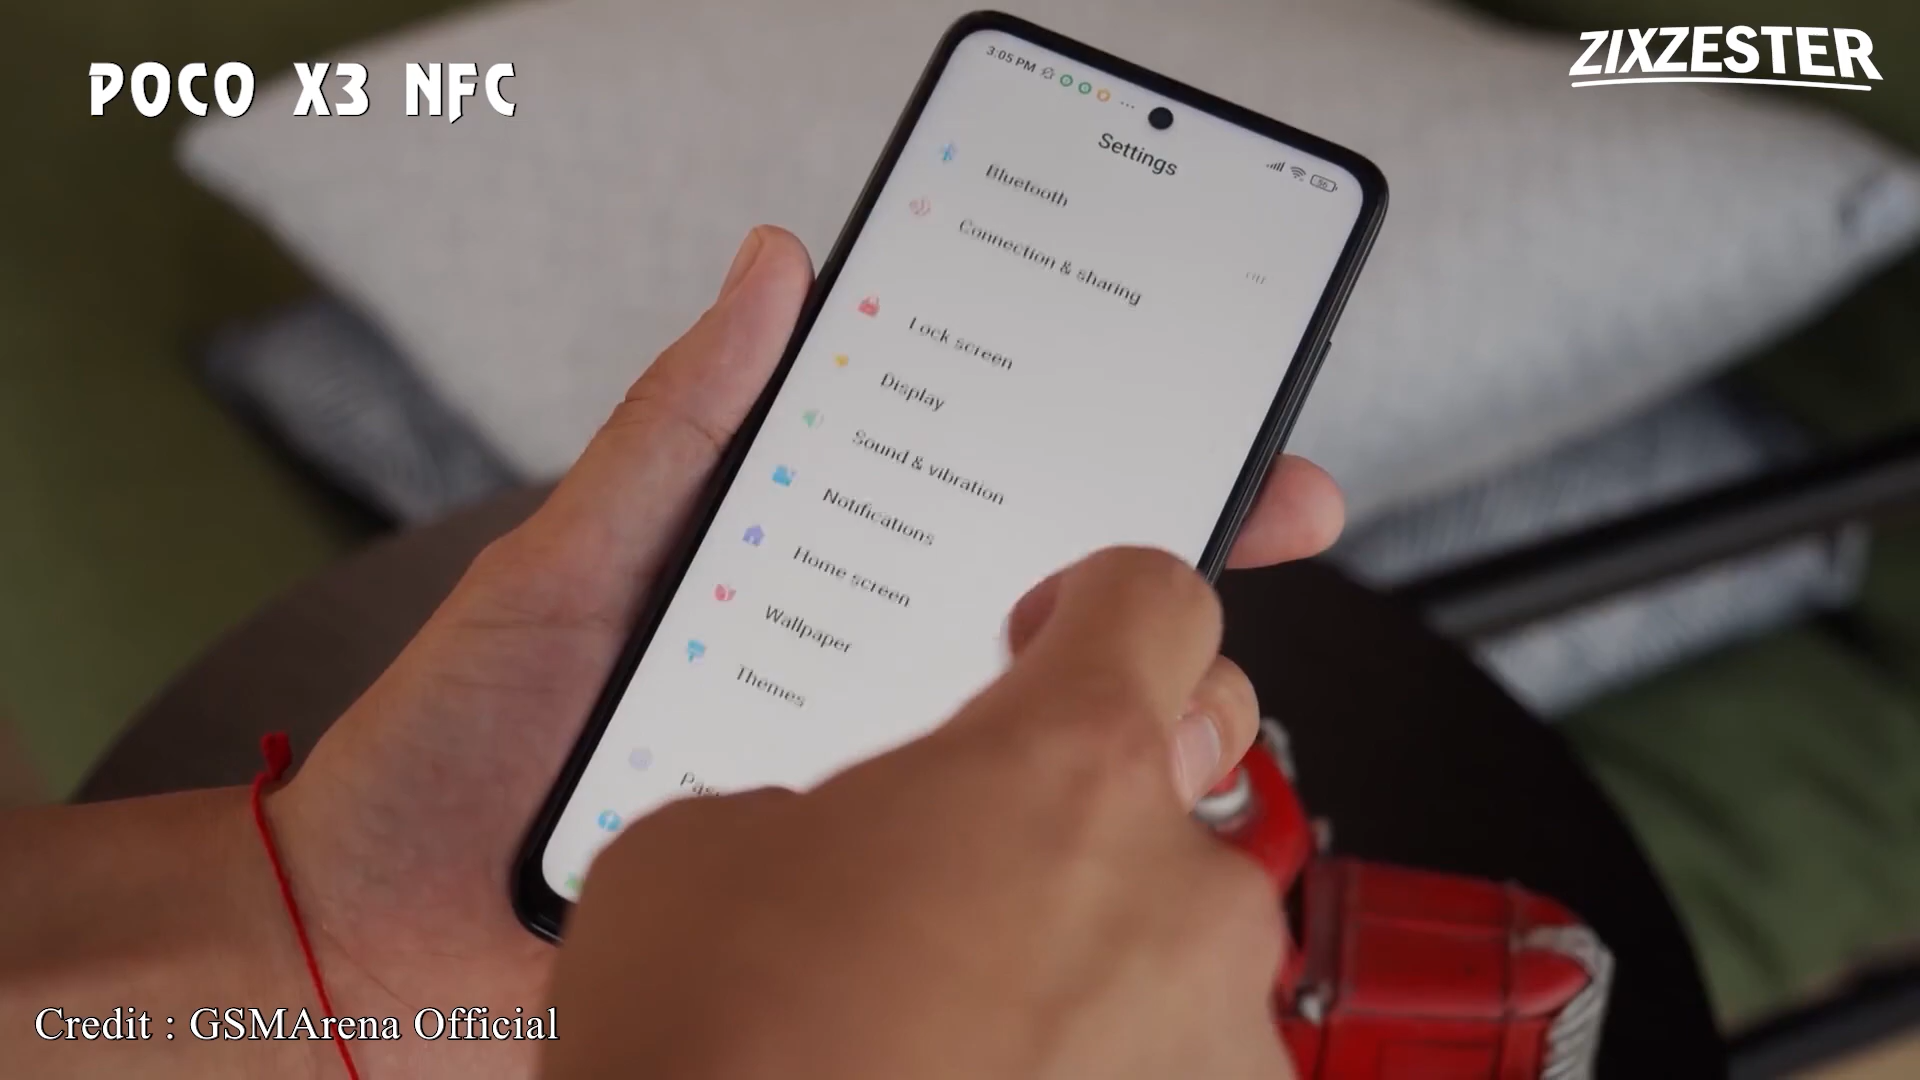 POCO X3 NFC
ZIXZESTER
3:05 PM
56
Settings
Bluetooth
Connection & sharing
Lock screen
Display
Sound & vibration
Notifications
Home screen
Wallpaper
Themes
Credit : GSMArena Official